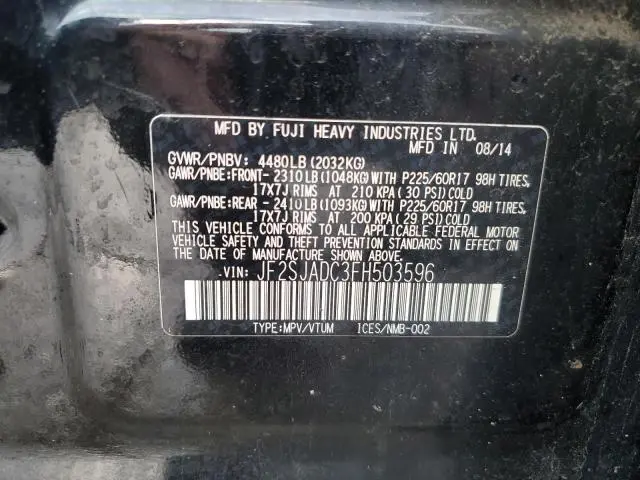 MFD BY FUJI HEAVY INDUSTRIES LTD.
MFD IN 08/14
GVWR/PNBV: 4480LB (2032KG)
GAWR/PNBE:FRONT- 2310LB (1048KG) WITH P225/60R17 98H TIRES,
17X7J RIMS AT 210 KPA ( 30 PSI) COLD
GAWR/PNBE:REAR - 2410LB (1093KG) WITH P225/60R17 98H TIRES,
17X7J RIMS AT 200 KPA ( 29 PSI) COLD
THIS VEHICLE CONFORMS TO ALL APPLICABLE FEDERAL MOTOR
VEHICLE SAFETY AND THEFT PREVENTION STANDARDS IN EFFECT ON
THE DATE OF MANUFACTURE SHOWN ABOVE.
VIN: JF2SJADC3FH503596
TYPE:MPV/VTUM ICES/NMB-002